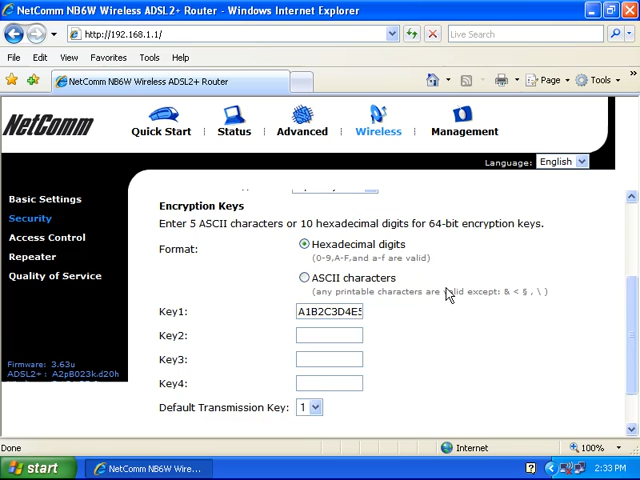 NetComm NB6W Wireless ADSL2+ Router - Windows Internet Explorer
http://192.168.1.1/
Live Search
File Edit View Favorites Tools Help
NetComm NB6W Wireless ADSL2+ Router
Page Tools
NetComm
Quick Start Status Advanced Wireless Management
Language: English
Basic Settings
Security
Access Control
Repeater
Quality of Service
Firmware: 3.63u
ADSL2+ : A2pB023k.d20h
Encryption Keys
Enter 5 ASCII characters or 10 hexadecimal digits for 64-bit encryption keys.
Format:
Hexadecimal digits
(0-9,A-F,and a-f are valid)
ASCII characters
(any printable characters are valid except: & < § , \ )
Key1: A1B2C3D4E5
Key2:
Key3:
Key4:
Default Transmission Key: 1
Done
Internet
100%
start
NetComm NB6W Wire...
2:33 PM